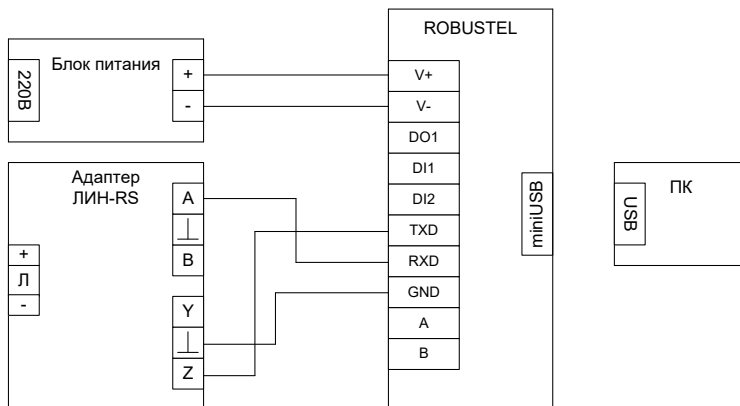 Блок питания
220В
+
-
Адаптер
ЛИН-RS
+
Л
-
A
⊥
B
Y
⊥
Z
ROBUSTEL
V+
V-
DO1
DI1
DI2
TXD
RXD
GND
A
B
miniUSB
ПК
USB